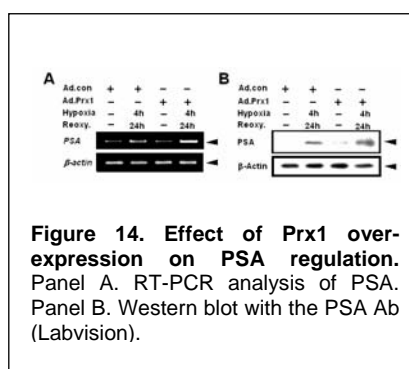 A B
Ad.con + + − − Ad.con + + − −
Ad.Prx1 − − + + Ad.Prx1 − − + +
Hypoxia − 4h − 4h Hypoxia − 4h − 4h
Reoxy. − 24h − 24h Reoxy. − 24h − 24h
PSA PSA
β-actin β-Actin
Figure 14. Effect of Prx1 over-
expression on PSA regulation.
Panel A. RT-PCR analysis of PSA.
Panel B. Western blot with the PSA Ab
(Labvision).